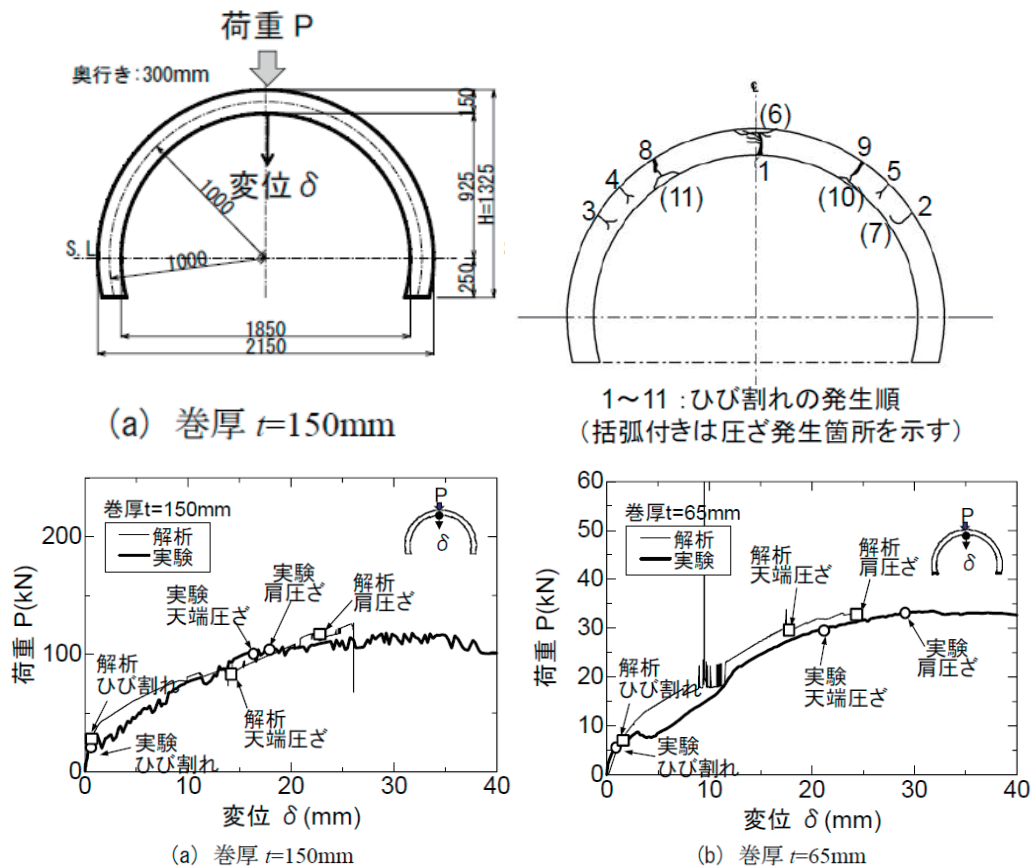 荷重 P
奥行き:300mm
150
変位 δ
1000
925
H=1325
S.L
1000
250
1850
2150
(a) 巻厚 t=150mm
℄
(6)
8
9
1
4
5
(11)
(10)
3
2
(7)
1~11 :ひび割れの発生順
(括弧付きは圧ざ発生箇所を示す)
荷重 P(kN)
200
100
0
巻厚t=150mm
解析
実験
P
δ
実験
天端圧ざ
実験
肩圧ざ
解析
肩圧ざ
解析
ひび割れ
解析
天端圧ざ
実験
ひび割れ
0 10 20 30 40
変位 δ (mm)
(a) 巻厚 t=150mm
荷重 P(kN)
60
50
40
30
20
10
0
巻厚t=65mm
解析
実験
P
δ
解析
天端圧ざ
解析
肩圧ざ
解析
ひび割れ
実験
天端圧ざ
実験
肩圧ざ
実験
ひび割れ
0 10 20 30 40
変位 δ (mm)
(b) 巻厚 t=65mm